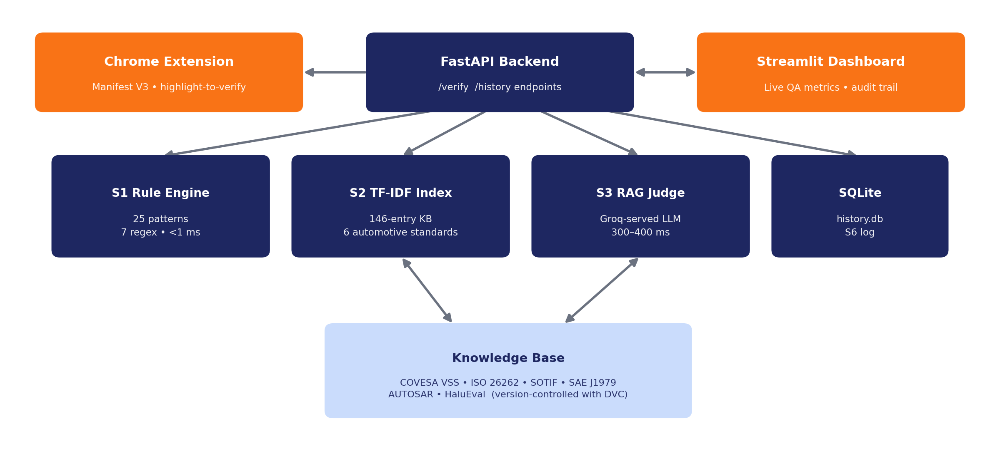 Chrome Extension
Manifest V3 • highlight-to-verify
FastAPI Backend
/verify  /history endpoints
Streamlit Dashboard
Live QA metrics • audit trail
S1 Rule Engine
25 patterns
7 regex • <1 ms
S2 TF-IDF Index
146-entry KB
6 automotive standards
S3 RAG Judge
Groq-served LLM
300–400 ms
SQLite
history.db
S6 log
Knowledge Base
COVESA VSS • ISO 26262 • SOTIF • SAE J1979
AUTOSAR • HaluEval  (version-controlled with DVC)